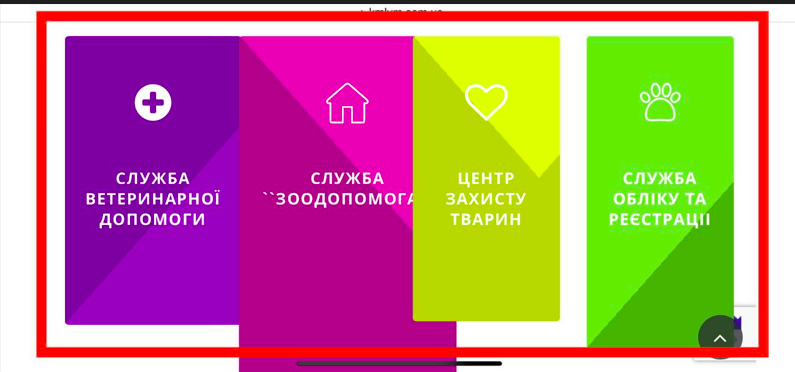 СЛУЖБА
ВЕТЕРИНАРНОЇ
ДОПОМОГИ
СЛУЖБА
``ЗООДОПОМОГА
ЦЕНТР
ЗАХИСТУ
ТВАРИН
СЛУЖБА
ОБЛІКУ ТА
РЕЄСТРАЦІЇ